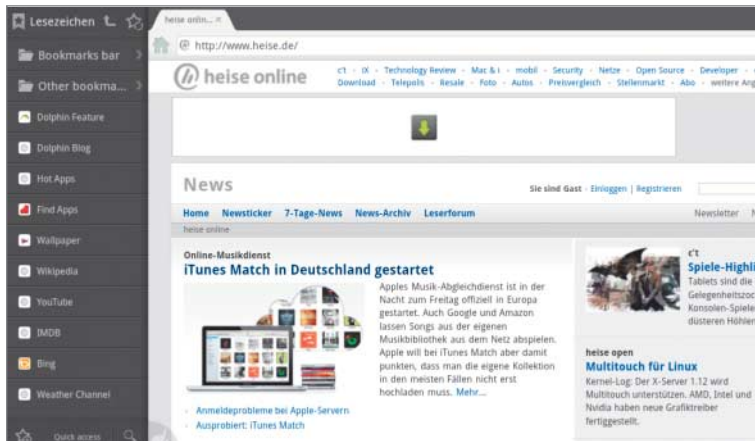 Lesezeichen
Bookmarks bar
Other bookma...
Dolphin Feature
Dolphin Blog
Hot Apps
Find Apps
Wallpaper
Wikipedia
YouTube
IMDB
Bing
Weather Channel
Quick access
heise onlin... ×
@ http://www.heise.de/
heise online
c't · iX · Technology Review · Mac & i · mobil · Security · Netze · Open Source · Developer ·
Download · Telepolis · Resale · Foto · Autos · Preisvergleich · Stellenmarkt · Abo · weitere Ang
News
Sie sind Gast · Einloggen | Registrieren
Home Newsticker 7-Tage-News News-Archiv Leserforum
Newsletter
heise online
Online-Musikdienst
iTunes Match in Deutschland gestartet
Apples Musik-Abgleichdienst ist in der
Nacht zum Freitag offiziell in Europa
gestartet. Auch Google und Amazon
lassen Songs aus der eigenen
Musikbibliothek aus dem Netz abspielen.
Apple will bei iTunes Match aber damit
punkten, dass man die eigene Kollektion
in den meisten Fällen nicht erst
hochladen muss. Mehr...
Anmeldeprobleme bei Apple-Servern
Ausprobiert: iTunes Match
c't
Spiele-Highli
Tablets sind die
Gelegenheitszoc
Konsolen-Spiele
düsteren Höhlen
heise open
Multitouch für Linux
Kernel-Log: Der X-Server 1.12 wird
Multitouch unterstützen. AMD, Intel und
Nvidia haben neue Grafiktreiber
fertiggestellt.